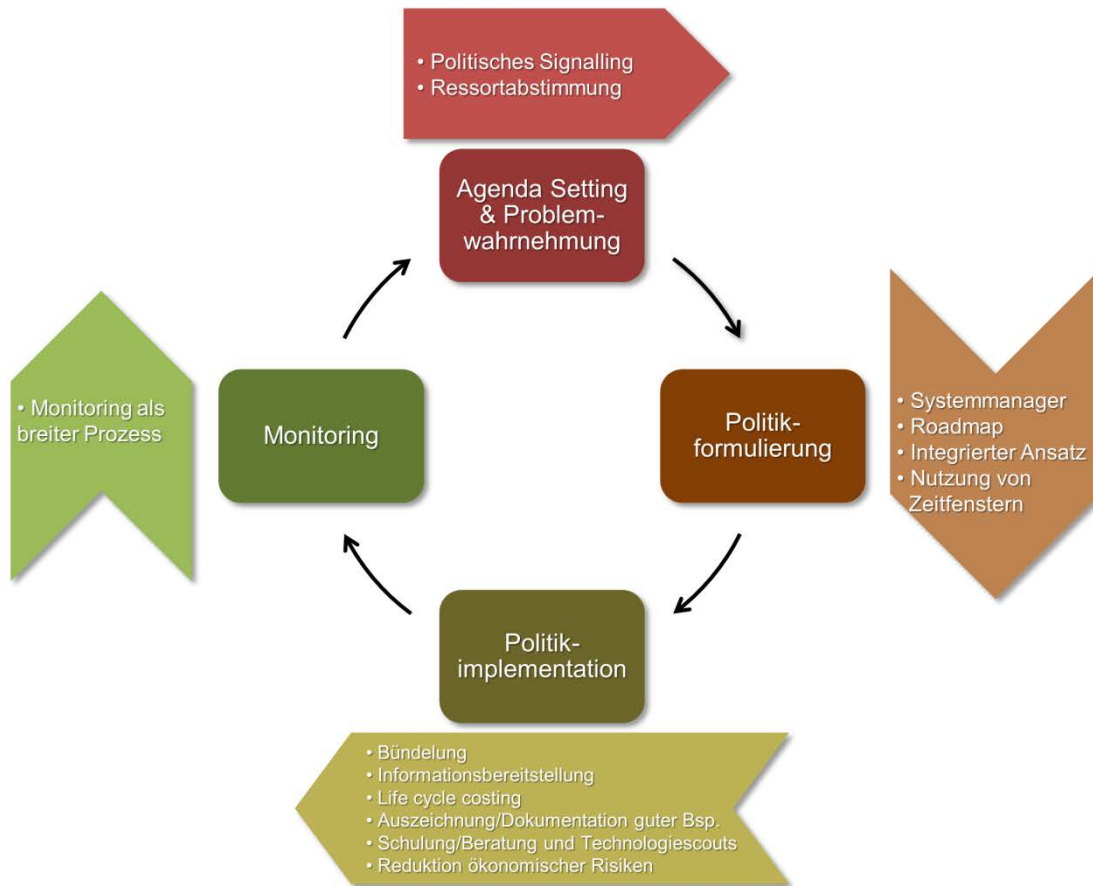 • Politisches Signalling
• Ressortabstimmung
Agenda Setting
& Problem-
wahrnehmung
• Monitoring als
breiter Prozess
Monitoring
Politik-
formulierung
• Systemmanager
• Roadmap
• Integrierter Ansatz
• Nutzung von
Zeitfenstern
Politik-
implementation
• Bündelung
• Informationsbereitstellung
• Life cycle costing
• Auszeichnung/Dokumentation guter Bsp.
• Schulung/Beratung und Technologiescouts
• Reduktion ökonomischer Risiken